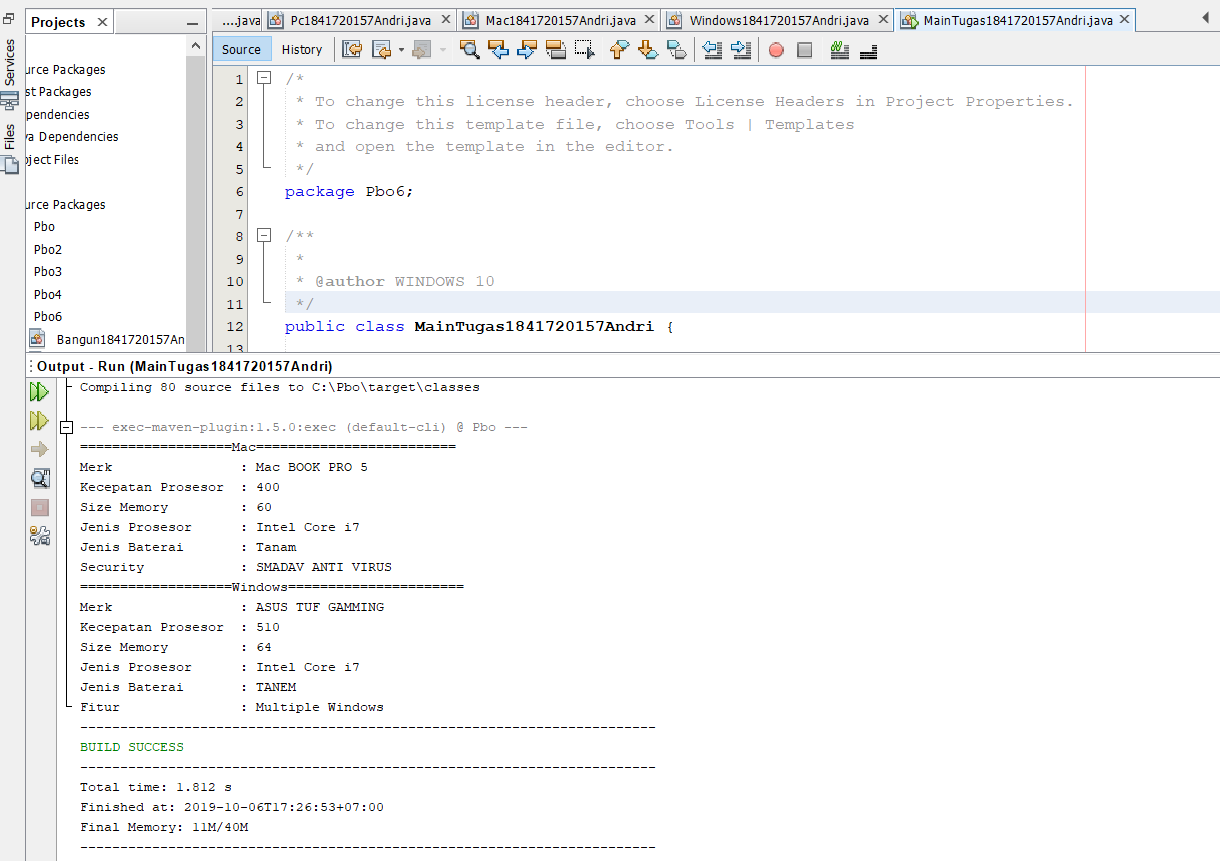 Services
Files
Projects
urce Packages
st Packages
pendencies
va Dependencies
oject Files
urce Packages
Pbo
Pbo2
Pbo3
Pbo4
Pbo6
Bangun1841720157An
....java
Pc1841720157Andri.java
Mac1841720157Andri.java
Windows1841720157Andri.java
MainTugas1841720157Andri.java
Source History
1 /*
2 * To change this license header, choose License Headers in Project Properties.
3 * To change this template file, choose Tools | Templates
4 * and open the template in the editor.
5 */
6 package Pbo6;
7
8 /**
9 *
10 * @author WINDOWS 10
11 */
12 public class MainTugas1841720157Andri {
13
Output - Run (MainTugas1841720157Andri)
Compiling 80 source files to C:\Pbo\target\classes
--- exec-maven-plugin:1.5.0:exec (default-cli) @ Pbo ---
===================Mac=========================
Merk : Mac BOOK PRO 5
Kecepatan Prosesor : 400
Size Memory : 60
Jenis Prosesor : Intel Core i7
Jenis Baterai : Tanam
Security : SMADAV ANTI VIRUS
===================Windows======================
Merk : ASUS TUF GAMMING
Kecepatan Prosesor : 510
Size Memory : 64
Jenis Prosesor : Intel Core i7
Jenis Baterai : TANEM
Fitur : Multiple Windows
------------------------------------------------------------------------
BUILD SUCCESS
------------------------------------------------------------------------
Total time: 1.812 s
Finished at: 2019-10-06T17:26:53+07:00
Final Memory: 11M/40M
------------------------------------------------------------------------